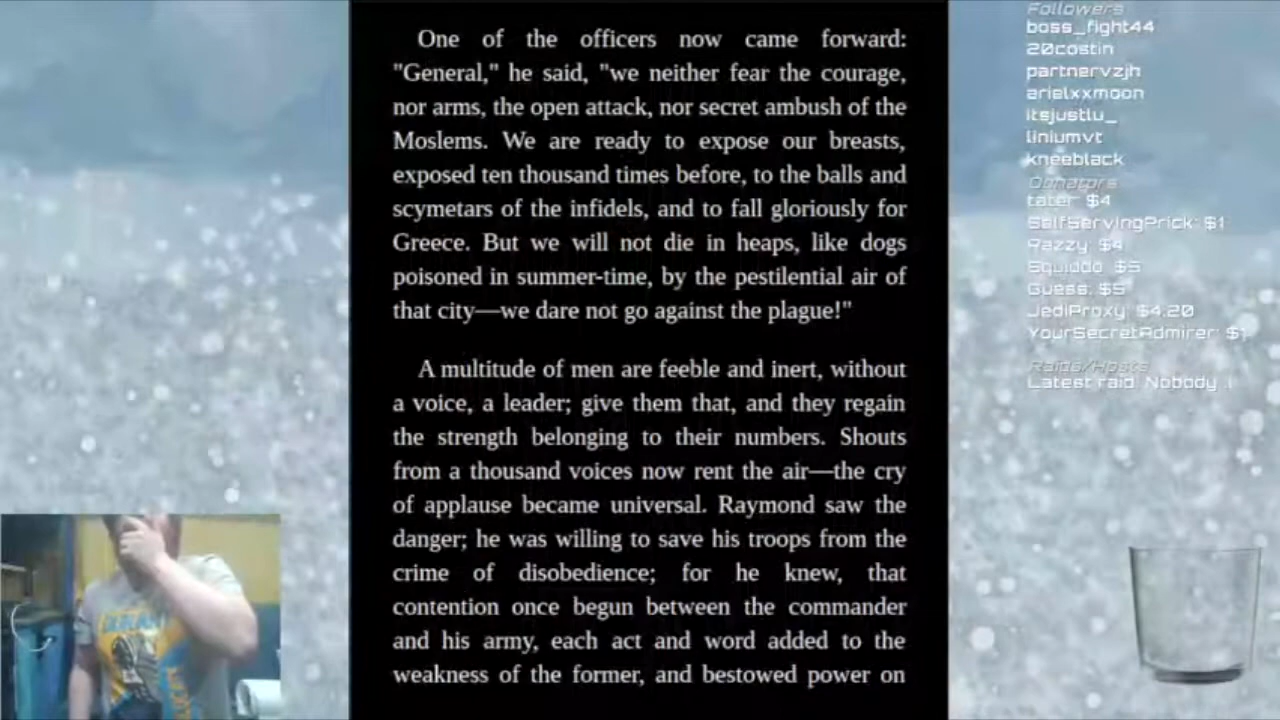 One of the officers now came forward:
"General," he said, "we neither fear the courage,
nor arms, the open attack, nor secret ambush of the
Moslems. We are ready to expose our breasts,
exposed ten thousand times before, to the balls and
scymetars of the infidels, and to fall gloriously for
Greece. But we will not die in heaps, like dogs
poisoned in summer-time, by the pestilential air of
that city—we dare not go against the plague!"
A multitude of men are feeble and inert, without
a voice, a leader; give them that, and they regain
the strength belonging to their numbers. Shouts
from a thousand voices now rent the air—the cry
of applause became universal. Raymond saw the
danger; he was willing to save his troops from the
crime of disobedience; for he knew, that
contention once begun between the commander
and his army, each act and word added to the
weakness of the former, and bestowed power on
Followers
boss_fight44
20costin
partnervzjh
arielxxmoon
itsjustlu_
liniumvt
kneeblack
Donators
tater: $4
SelfServingPrick: $1
Razzy: $4
Squiddo: $5
Guess: $5
JediProxy: $4.20
YourSecretAdmirer: $1
Raids/Hosts
Latest raid: Nobody :(